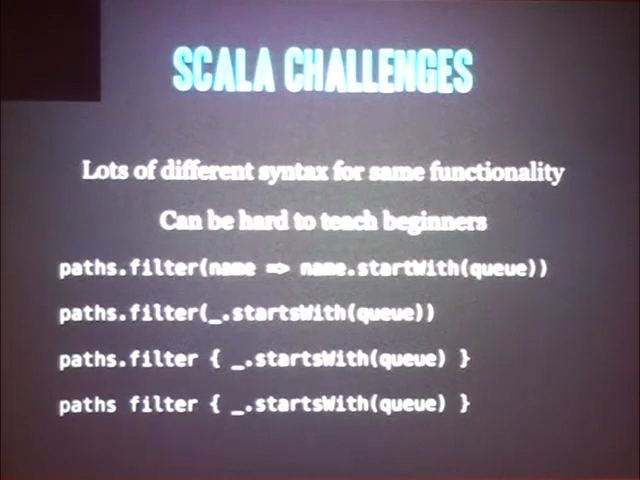 SCALA CHALLENGES
Lots of different syntax for same functionality
Can be hard to teach beginners
paths.filter(name => name.startWith(queue))
paths.filter(_.startsWith(queue))
paths.filter { _.startsWith(queue) }
paths filter { _.startsWith(queue) }